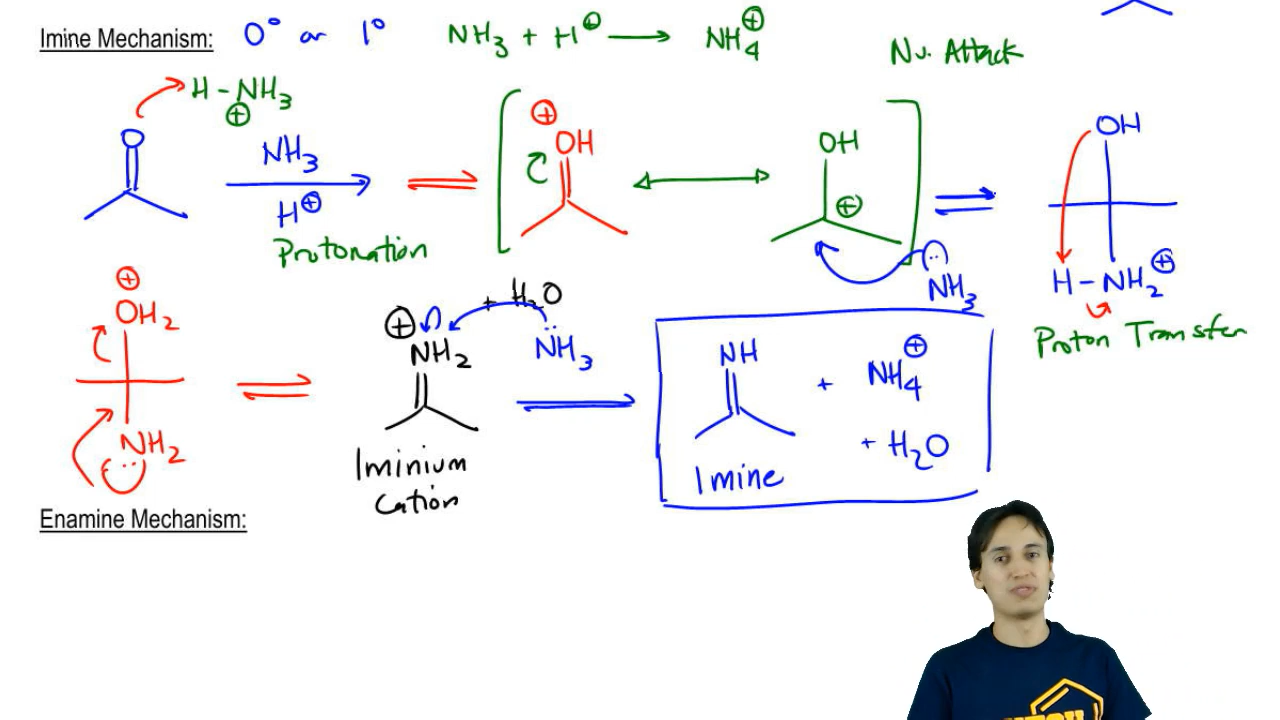 Imine Mechanism: 0° or 1° NH3 + H⊕ → NH4⊕
Nu. Attack
H-NH3
⊕
O
NH3
H⊕
Protonation
⊕
OH
OH
⊕
NH3
OH
H-NH2⊕
Proton Transfer
⊕
OH2
NH2
+ H2O
⊕
NH2
NH3
Iminium
Cation
NH
+ NH4⊕
+ H2O
Imine
Enamine Mechanism: